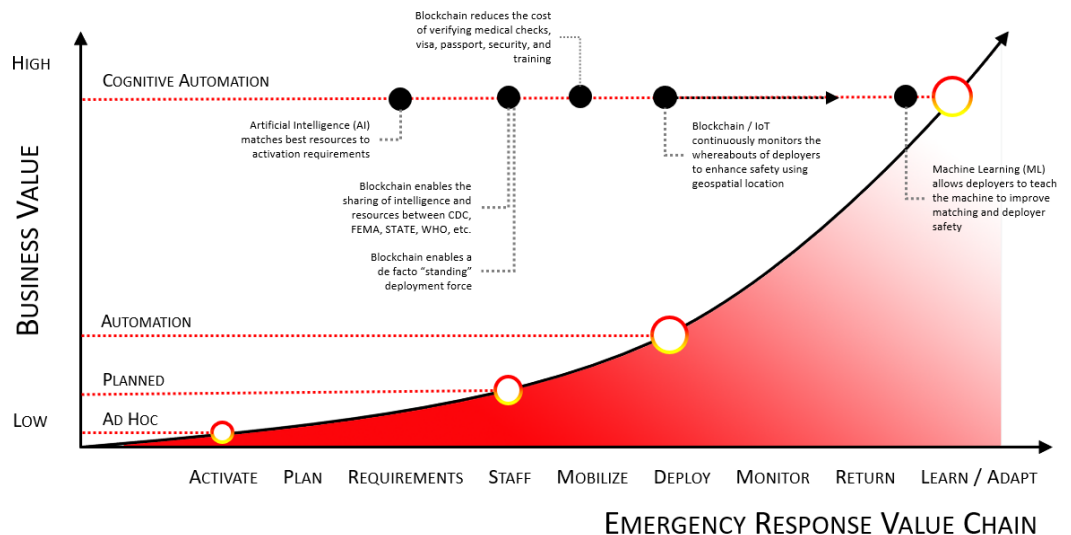 Blockchain reduces the cost
of verifying medical checks,
visa, passport, security, and
training
High
Cognitive Automation
Artificial Intelligence (AI)
matches best resources to
activation requirements
Blockchain / IoT
continuously monitors the
whereabouts of deployers
to enhance safety using
geospatial location
Machine Learning (ML)
allows deployers to teach
the machine to improve
matching and deployer
safety
Blockchain enables the
sharing of intelligence and
resources between CDC,
FEMA, STATE, WHO, etc.
Blockchain enables a
de facto “standing”
deployment force
Business Value
Automation
Planned
Ad Hoc
Low
Activate Plan Requirements Staff Mobilize Deploy Monitor Return Learn / Adapt
Emergency Response Value Chain